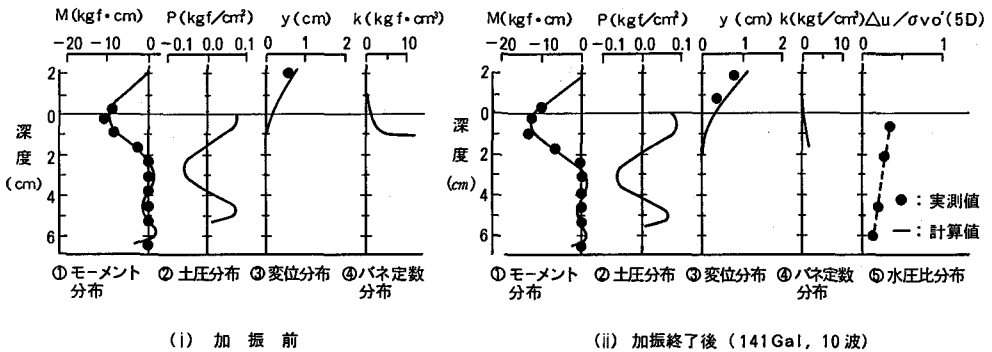 M(kgf・cm) P(kgf/cm²) y(cm) k(kgf・cm³)
-20 -10 0 -0.1 0.0 0.1 0 1 2 0 10
2
0
2
4
6
深度
(cm)
①モーメント分布 ②土圧分布 ③変位分布 ④バネ定数分布
(i) 加振前
M(kgf・cm) P(kgf/cm²) y(cm) k(kgf/cm³) Δu/σvo'(5D)
-20 -10 0 -0.1 0.0 0.1 0 1 2 0 10 0 1
2
0
2
4
6
深度
(cm)
●:実測値
—:計算値
①モーメント分布 ②土圧分布 ③変位分布 ④バネ定数分布 ⑤水圧比分布
(ii) 加振終了後 (141Gal, 10波)